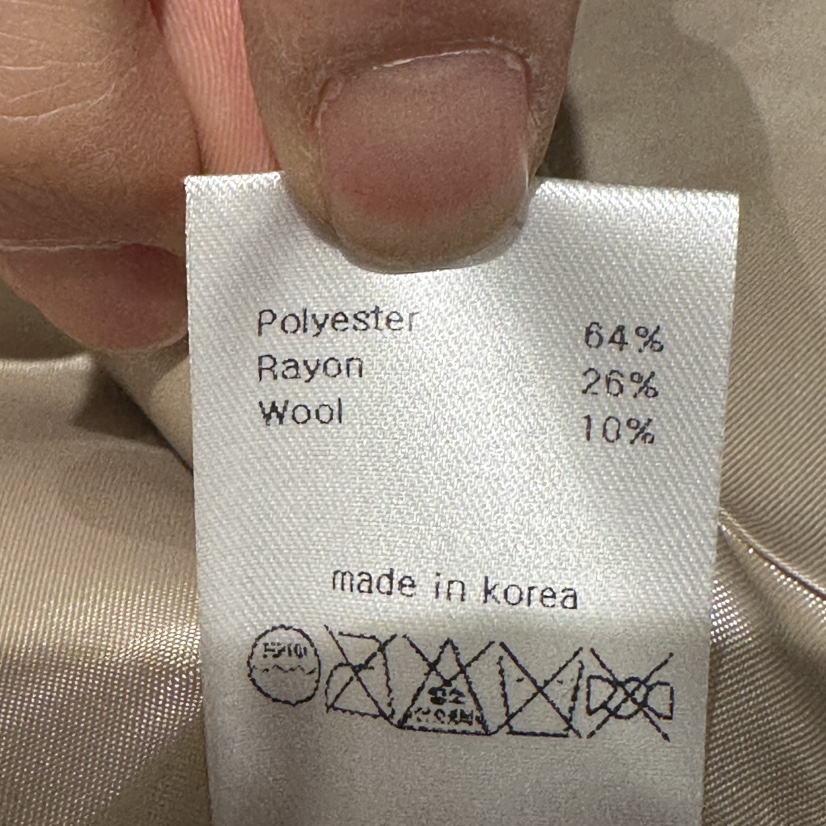 Polyester 64%
Rayon 26%
Wool 10%
made in korea